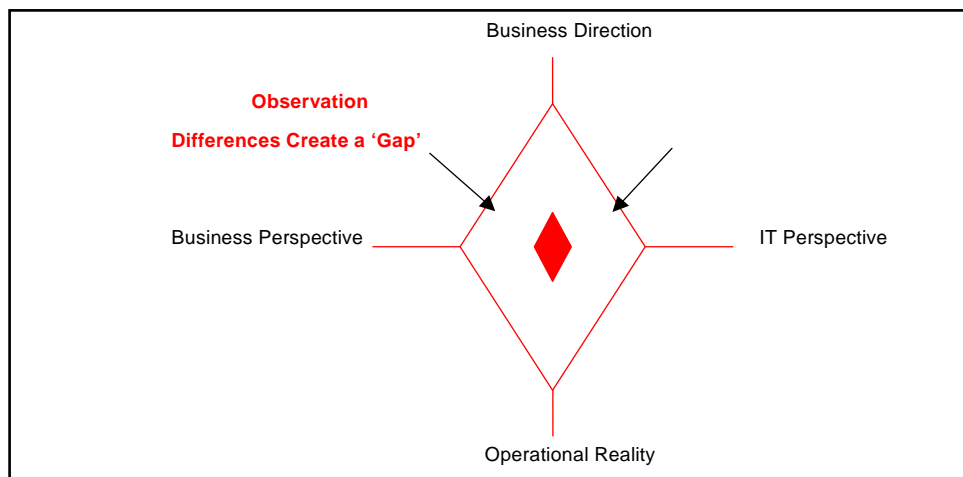 Business Direction
Observation
Differences Create a ‘Gap’
Business Perspective
IT Perspective
Operational Reality